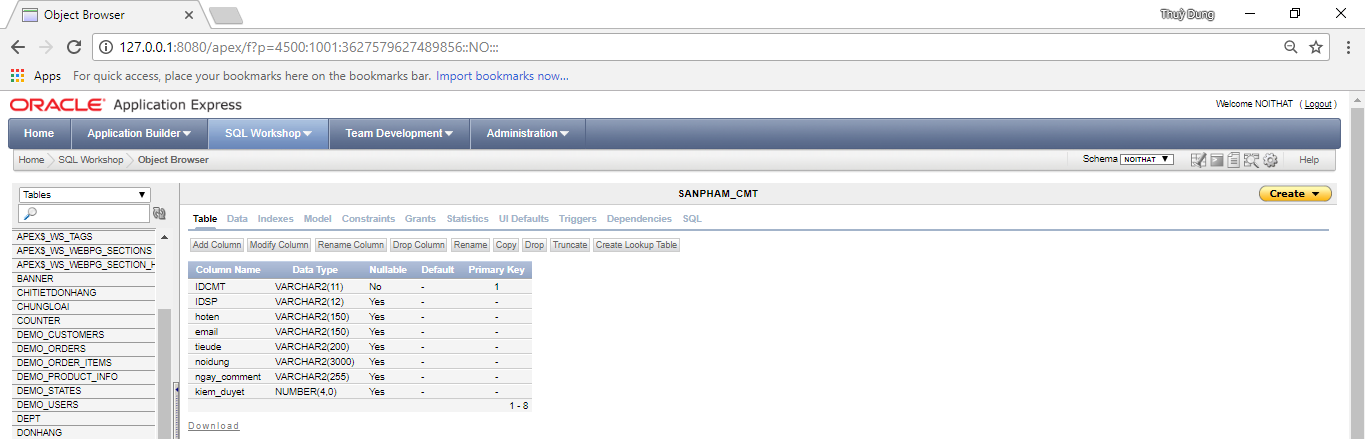 Object Browser
Thuỳ Dung
127.0.0.1:8080/apex/f?p=4500:1001:3627579627489856::NO:::
Apps For quick access, place your bookmarks here on the bookmarks bar. Import bookmarks now...
ORACLE Application Express
Welcome NOITHAT ( Logout )
Home Application Builder SQL Workshop Team Development Administration
Home SQL Workshop Object Browser
Schema NOITHAT Help
Tables
SANPHAM_CMT
Create
Table Data Indexes Model Constraints Grants Statistics UI Defaults Triggers Dependencies SQL
Add Column Modify Column Rename Column Drop Column Rename Copy Drop Truncate Create Lookup Table
APEX$_WS_TAGS
APEX$_WS_WEBPG_SECTIONS
APEX$_WS_WEBPG_SECTION_H
BANNER
CHITIETDONHANG
CHUNGLOAI
COUNTER
DEMO_CUSTOMERS
DEMO_ORDERS
DEMO_ORDER_ITEMS
DEMO_PRODUCT_INFO
DEMO_STATES
DEMO_USERS
DEPT
DONHANG
Column Name Data Type Nullable Default Primary Key
IDCMT VARCHAR2(11) No - 1
IDSP VARCHAR2(12) Yes - -
hoten VARCHAR2(150) Yes - -
email VARCHAR2(150) Yes - -
tieude VARCHAR2(200) Yes - -
noidung VARCHAR2(3000) Yes - -
ngay_comment VARCHAR2(255) Yes - -
kiem_duyet NUMBER(4,0) Yes - -
1 - 8
Download